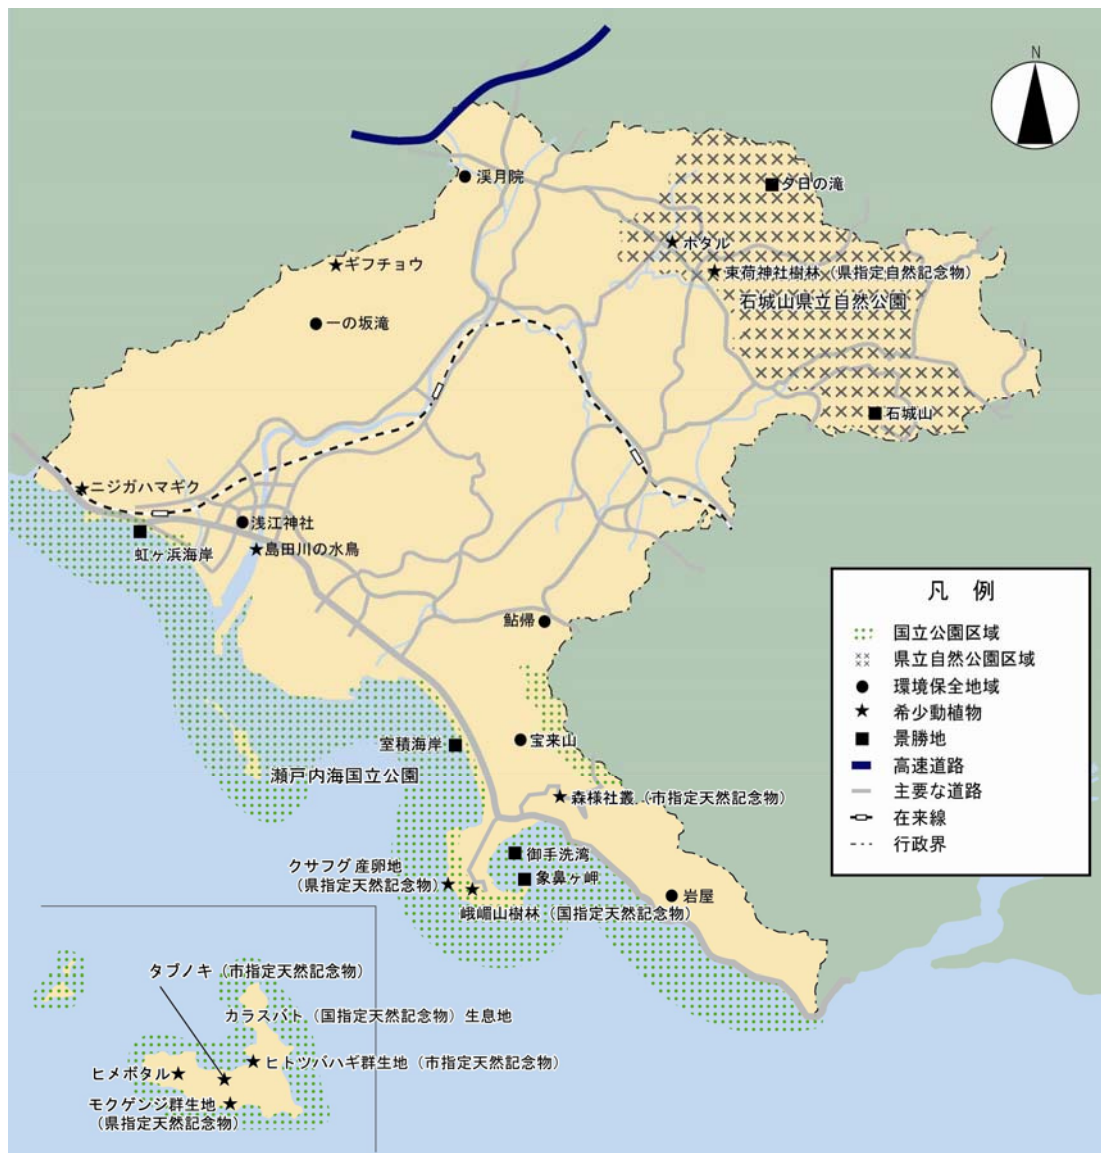 N
渓月院
夕日の滝
ホタル
ギフチョウ
束荷神社樹林（県指定自然記念物）
石城山県立自然公園
一の坂滝
石城山
ニジガハマギク
浅江神社
虹ヶ浜海岸
島田川の水鳥
鮎帰
室積海岸
宝来山
瀬戸内海国立公園
森様社叢（市指定天然記念物）
御手洗湾
クサフグ産卵地
（県指定天然記念物）
象鼻ヶ岬
岩屋
峨嵋山樹林（国指定天然記念物）
凡 例
国立公園区域
県立自然公園区域
環境保全地域
希少動植物
景勝地
高速道路
主要な道路
在来線
行政界
タブノキ（市指定天然記念物）
カラスバト（国指定天然記念物）生息地
ヒトツバハギ群生地（市指定天然記念物）
ヒメボタル
モクゲンジ群生地
（県指定天然記念物）